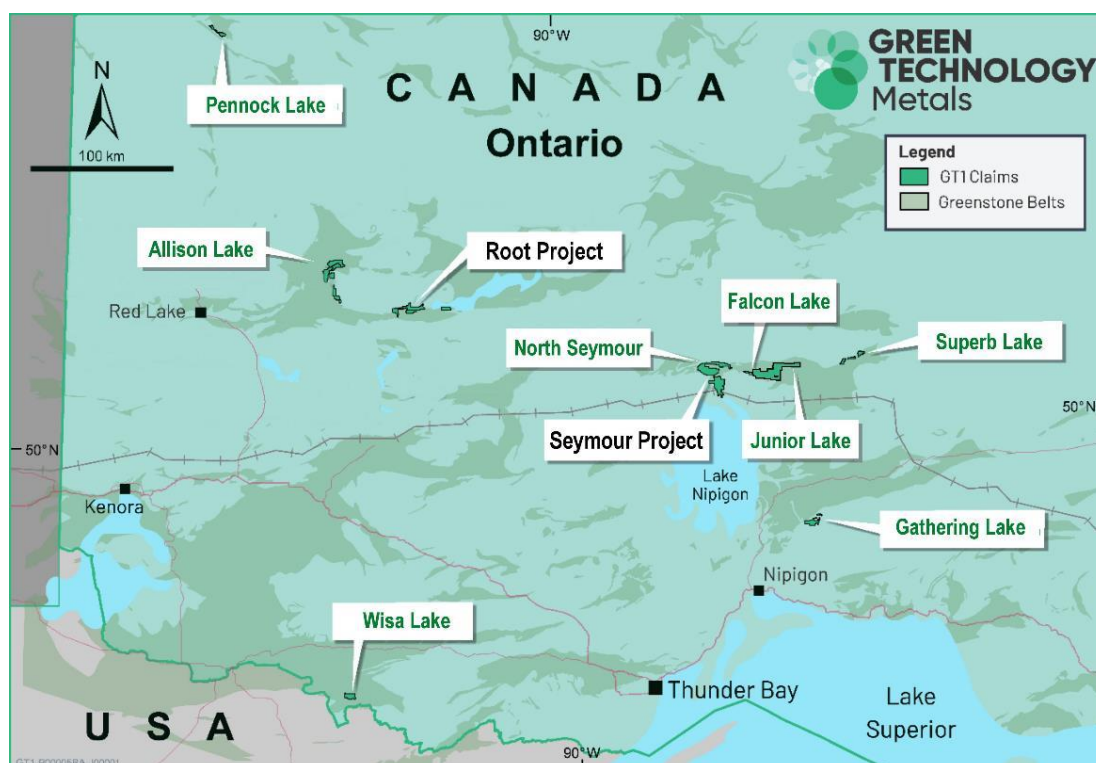 90°W
GREEN
TECHNOLOGY
Metals
N
100 km
Pennock Lake
CANADA
Ontario
Legend
GT1 Claims
Greenstone Belts
Allison Lake
Root Project
Red Lake
Falcon Lake
North Seymour
Superb Lake
50°N
Seymour Project
Junior Lake
50°N
Lake
Nipigon
Kenora
Gathering Lake
Nipigon
Wisa Lake
Thunder Bay
Lake
Superior
USA
90°W